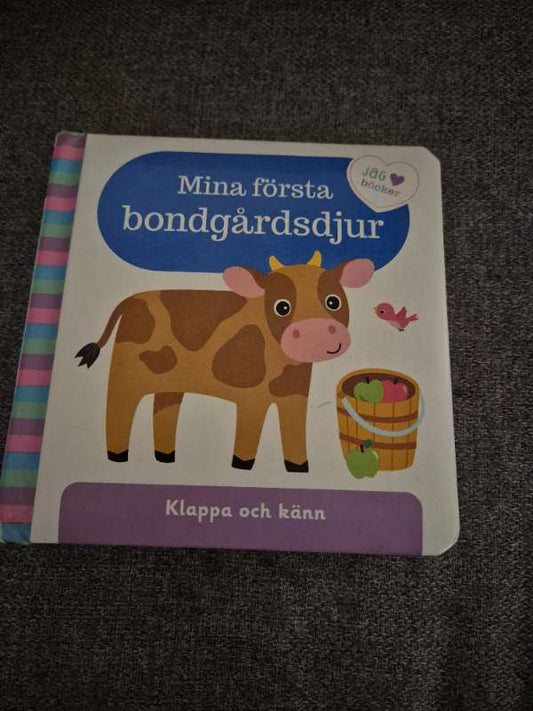 Mina första
bondgårdsdjur
JAG
böcker
Klappa och känn